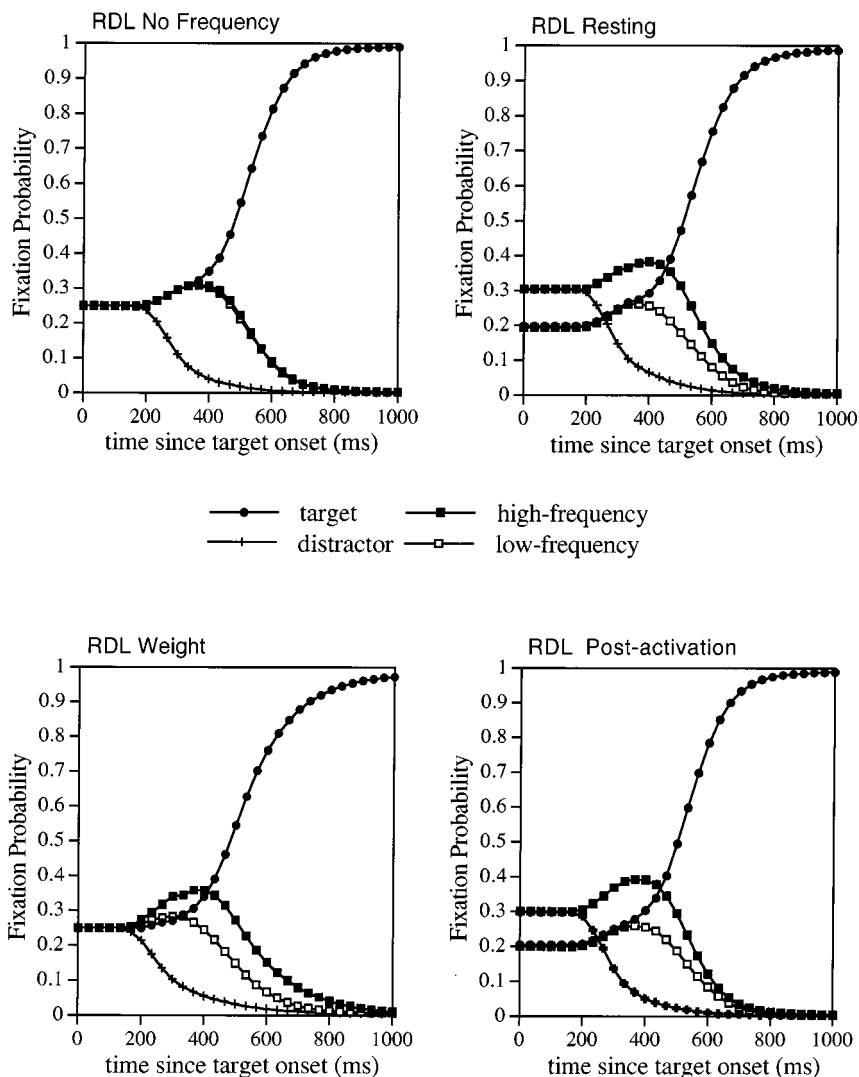 RDL No Frequency
1
0.9
0.8
0.7
0.6
0.5
0.4
0.3
0.2
0.1
0
Fixation Probability
0 200 400 600 800 1000
time since target onset (ms)
RDL Resting
1
0.9
0.8
0.7
0.6
0.5
0.4
0.3
0.2
0.1
0
Fixation Probability
0 200 400 600 800 1000
time since target onset (ms)
target
high-frequency
distractor
low-frequency
RDL Weight
1
0.9
0.8
0.7
0.6
0.5
0.4
0.3
0.2
0.1
0
Fixation Probability
0 200 400 600 800 1000
time since target onset (ms)
RDL Post-activation
1
0.9
0.8
0.7
0.6
0.5
0.4
0.3
0.2
0.1
0
Fixation Probability
0 200 400 600 800 1000
time since target onset (ms)